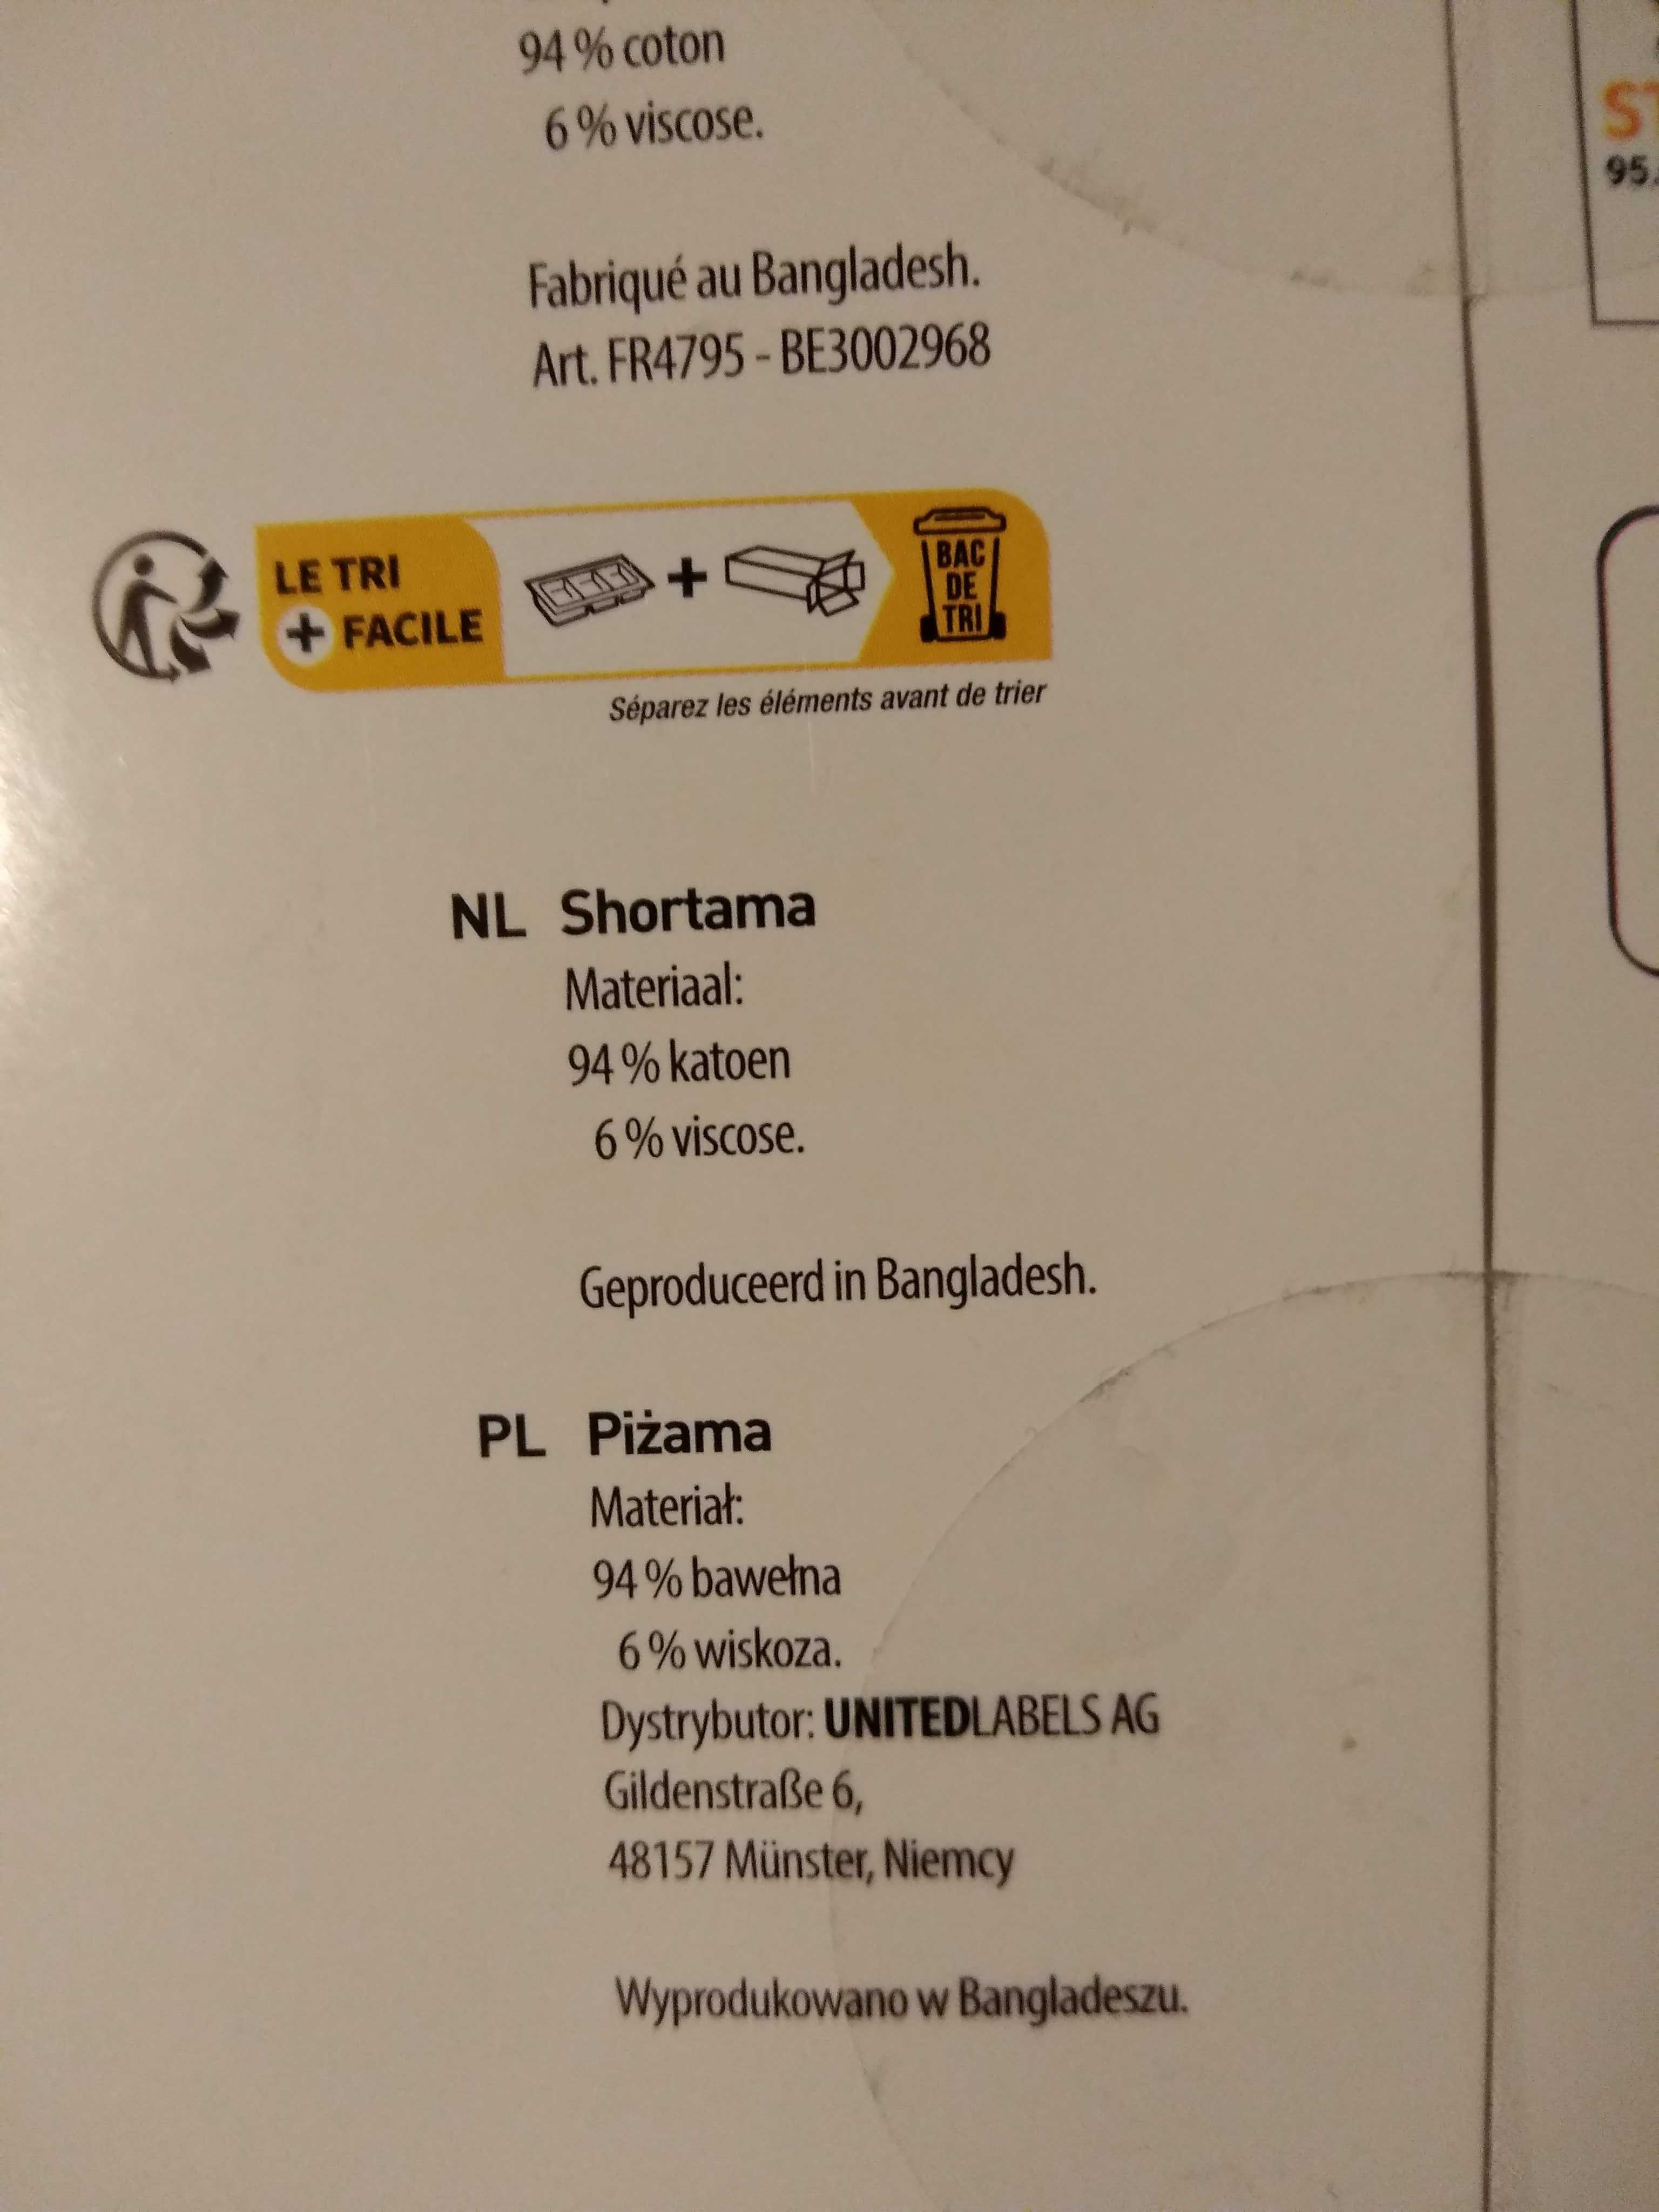 94 % coton
6 % viscose.
Fabriqué au Bangladesh.
Art. FR4795 - BE3002968
LE TRI
+ FACILE
+
BAC
DE
TRI
Séparez les éléments avant de trier
NL Shortama
Materiaal:
94 % katoen
6 % viscose.
Geproduceerd in Bangladesh.
PL Piżama
Materiał:
94 % bawełna
6 % wiskoza.
Dystrybutor: UNITEDLABELS AG
Gildenstraße 6,
48157 Münster, Niemcy
Wyprodukowano w Bangladeszu.
95.